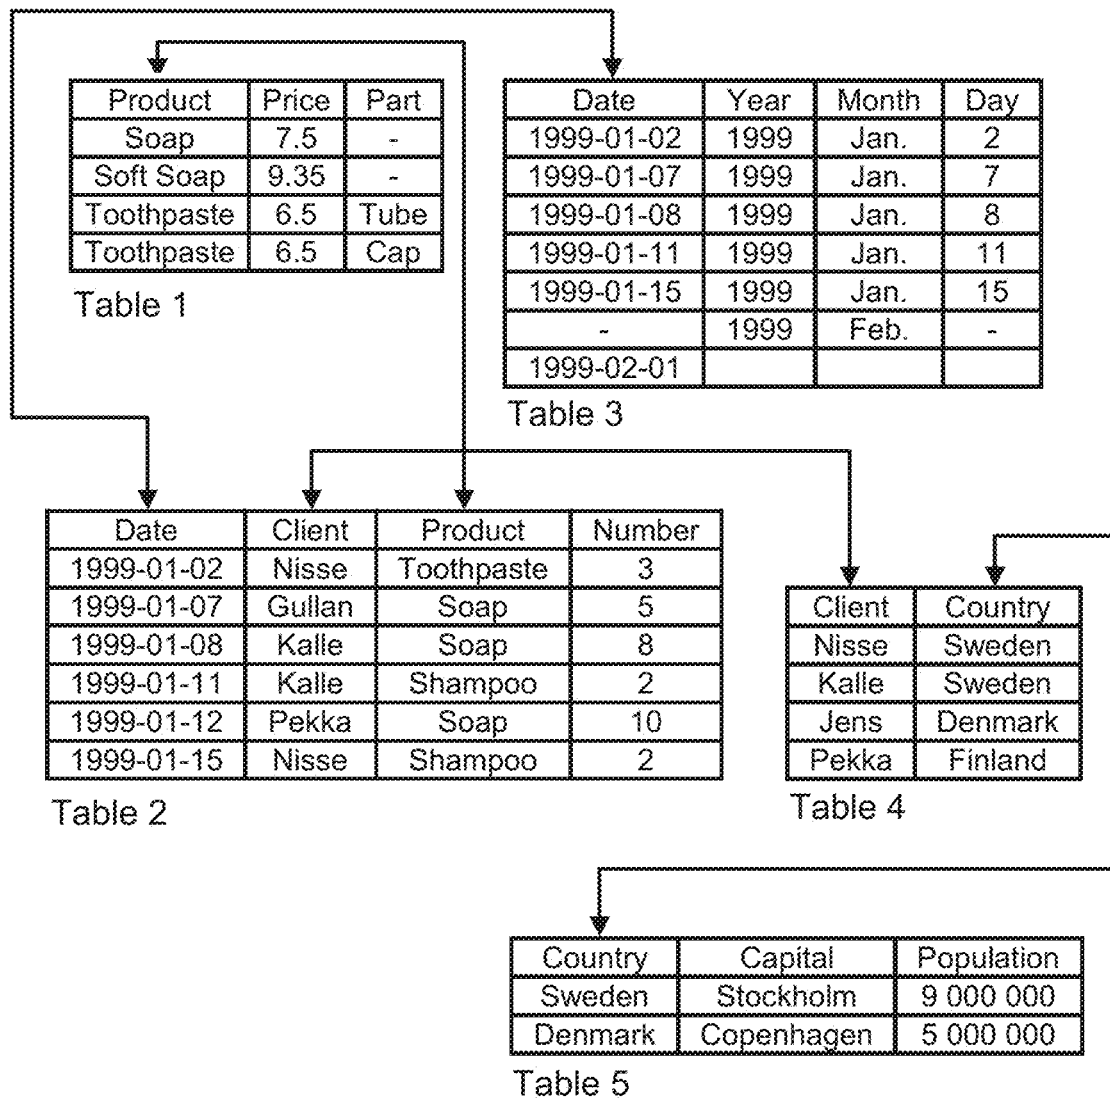 Product Price Part
Soap 7.5 -
Soft Soap 9.35 -
Toothpaste 6.5 Tube
Toothpaste 6.5 Cap
Table 1
Date Year Month Day
1999-01-02 1999 Jan. 2
1999-01-07 1999 Jan. 7
1999-01-08 1999 Jan. 8
1999-01-11 1999 Jan. 11
1999-01-15 1999 Jan. 15
- 1999 Feb. -
1999-02-01
Table 3
Date Client Product Number
1999-01-02 Nisse Toothpaste 3
1999-01-07 Gullan Soap 5
1999-01-08 Kalle Soap 8
1999-01-11 Kalle Shampoo 2
1999-01-12 Pekka Soap 10
1999-01-15 Nisse Shampoo 2
Table 2
Client Country
Nisse Sweden
Kalle Sweden
Jens Denmark
Pekka Finland
Table 4
Country Capital Population
Sweden Stockholm 9 000 000
Denmark Copenhagen 5 000 000
Table 5